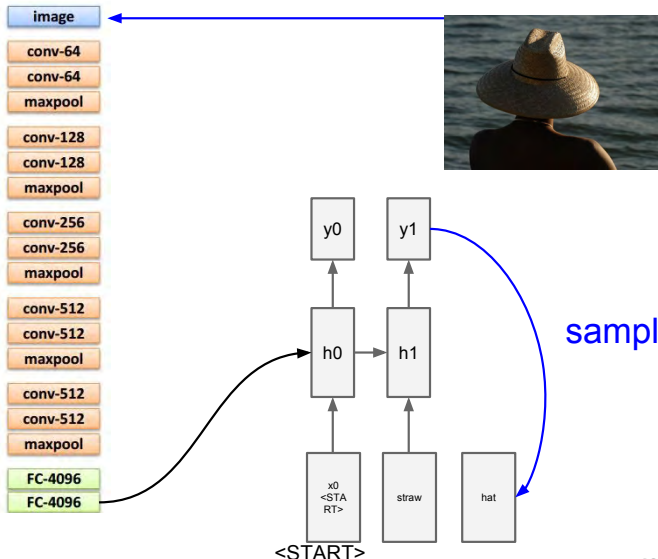 image
conv-64
conv-64
maxpool
conv-128
conv-128
maxpool
conv-256
conv-256
maxpool
conv-512
conv-512
maxpool
conv-512
conv-512
maxpool
FC-4096
FC-4096
y0
y1
h0
h1
sampl
x0
<STA
RT>
straw
hat
<START>